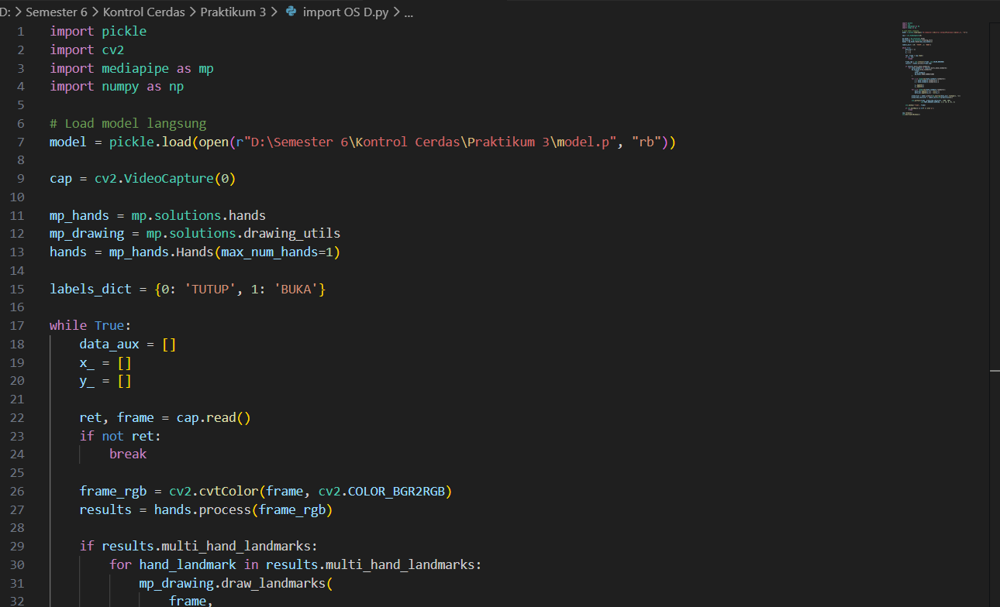 D: > Semester 6 > Kontrol Cerdas > Praktikum 3 > import OS D.py > ...
1 import pickle
2 import cv2
3 import mediapipe as mp
4 import numpy as np
5
6 # Load model langsung
7 model = pickle.load(open(r"D:\Semester 6\Kontrol Cerdas\Praktikum 3\model.p", "rb"))
8
9 cap = cv2.VideoCapture(0)
10
11 mp_hands = mp.solutions.hands
12 mp_drawing = mp.solutions.drawing_utils
13 hands = mp_hands.Hands(max_num_hands=1)
14
15 labels_dict = {0: 'TUTUP', 1: 'BUKA'}
16
17 while True:
18 data_aux = []
19 x_ = []
20 y_ = []
21
22 ret, frame = cap.read()
23 if not ret:
24 break
25
26 frame_rgb = cv2.cvtColor(frame, cv2.COLOR_BGR2RGB)
27 results = hands.process(frame_rgb)
28
29 if results.multi_hand_landmarks:
30 for hand_landmark in results.multi_hand_landmarks:
31 mp_drawing.draw_landmarks(
32 frame,